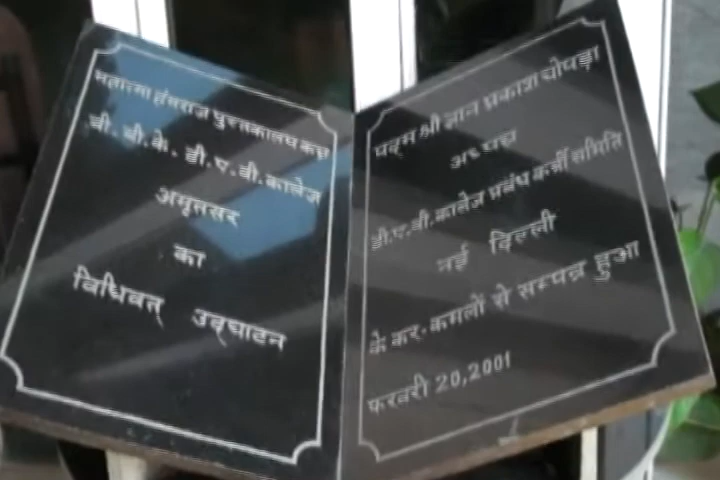 महात्मा हंसराज पुस्तकालय कक्ष
बी. बी. के. डी. ए. वी. कालेज
अमृतसर
का
विधिवत् उद्घाटन
पद्म श्री ज्ञान प्रकाश चोपड़ा
अध्यक्ष
डी.ए.वी. कालेज प्रबंध कर्त्री समिति
नई दिल्ली
के कर-कमलों से सम्पन्न हुआ
फरवरी 20,2001